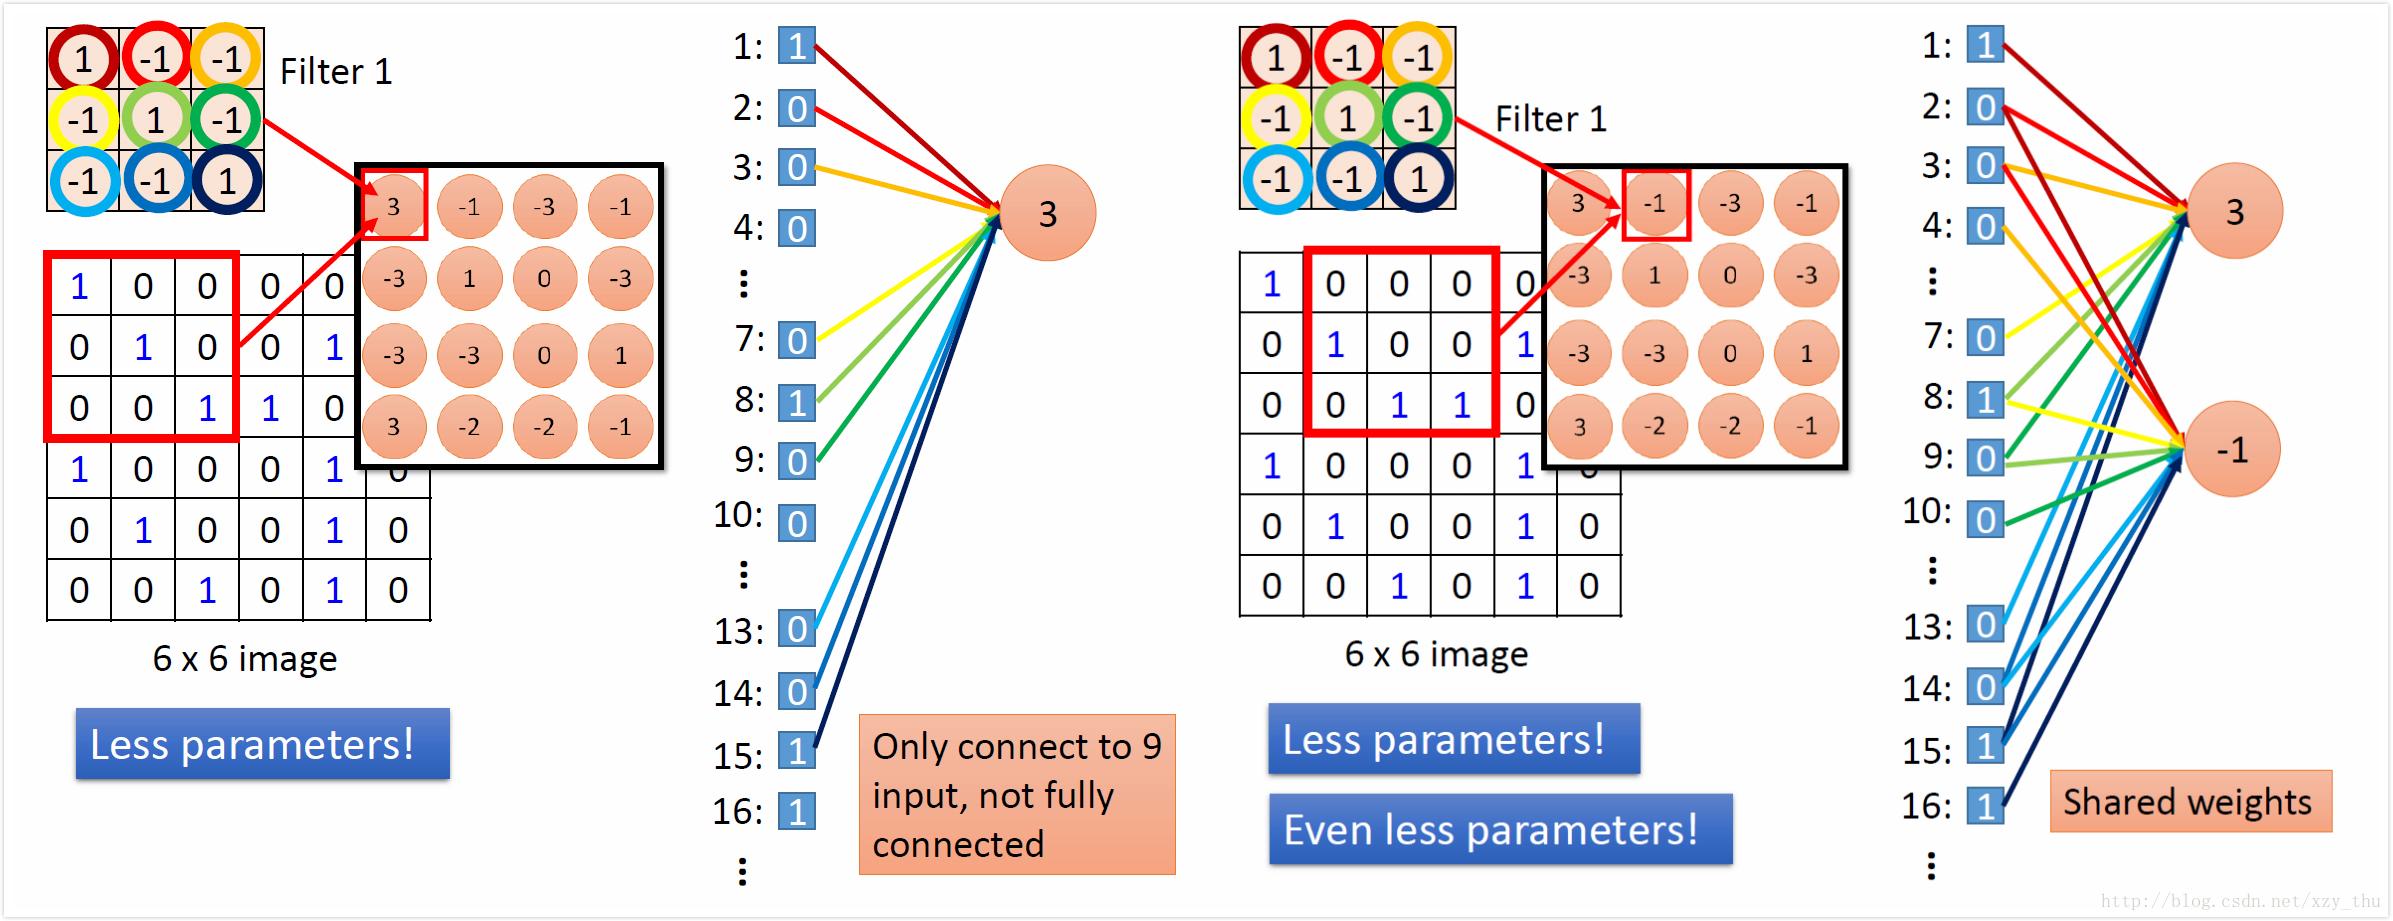 1 -1 -1
-1 1 -1
-1 -1 1
Filter 1
3 -1 -3 -1
-3 1 0 -3
-3 -3 0 1
3 -2 -2 -1
1 0 0 0 0
0 1 0 0 1
0 0 1 1 0
1 0 0 0 1 0
0 1 0 0 1 0
0 0 1 0 1 0
6 x 6 image
Less parameters!
1: 1
2: 0
3: 0
4: 0
⋮
7: 0
8: 1
9: 0
10: 0
⋮
13: 0
14: 0
15: 1
16: 1
⋮
3
Only connect to 9
input, not fully
connected
1 -1 -1
-1 1 -1
-1 -1 1
Filter 1
3 -1 -3 -1
-3 1 0 -3
-3 -3 0 1
3 -2 -2 -1
1 0 0 0 0
0 1 0 0 1
0 0 1 1 0
1 0 0 0 1 0
0 1 0 0 1 0
0 0 1 0 1 0
6 x 6 image
Less parameters!
Even less parameters!
1: 1
2: 0
3: 0
4: 0
⋮
7: 0
8: 1
9: 0
10: 0
⋮
13: 0
14: 0
15: 1
16: 1
⋮
3
-1
Shared weights
http://blog.csdn.net/xzy_thu